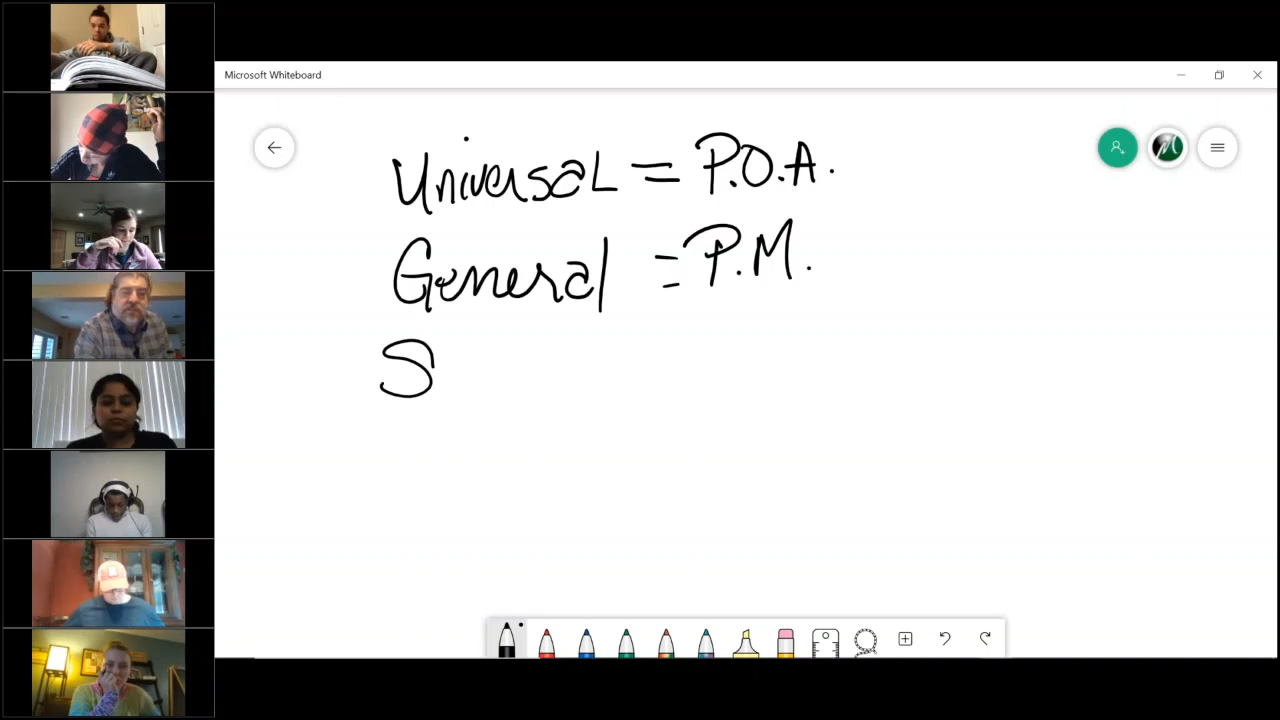 Microsoft Whiteboard
Universal = P.O.A.
General = P.M.
S